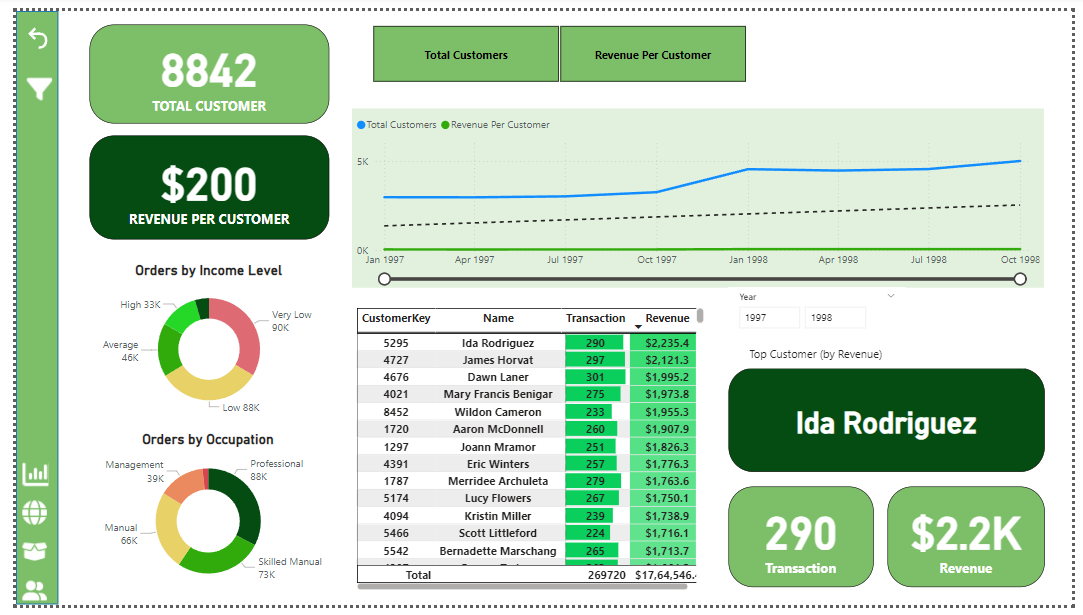 8842
TOTAL CUSTOMER
$200
REVENUE PER CUSTOMER
Total Customers
Revenue Per Customer
Total Customers Revenue Per Customer
5K
0K
Jan 1997 Apr 1997 Jul 1997 Oct 1997 Jan 1998 Apr 1998 Jul 1998 Oct 1998
Orders by Income Level
High 33K
Very Low
90K
Average
46K
Low 88K
Orders by Occupation
Management
39K
Professional
88K
Manual
66K
Skilled Manual
73K
CustomerKey Name Transaction Revenue
5295 Ida Rodriguez 290 $2,235.4
4727 James Horvat 297 $2,121.3
4676 Dawn Laner 301 $1,995.2
4021 Mary Francis Benigar 275 $1,973.8
8452 Wildon Cameron 233 $1,955.3
1720 Aaron McDonnell 260 $1,907.9
1297 Joann Mramor 251 $1,826.3
4391 Eric Winters 257 $1,776.3
1787 Merridee Archuleta 279 $1,763.6
5174 Lucy Flowers 267 $1,750.1
4094 Kristin Miller 239 $1,738.9
5466 Scott Littleford 224 $1,716.1
5542 Bernadette Marschang 265 $1,713.7
Total 269720 $17,64,546.
Year
1997 1998
Top Customer (by Revenue)
Ida Rodriguez
290
Transaction
$2.2K
Revenue